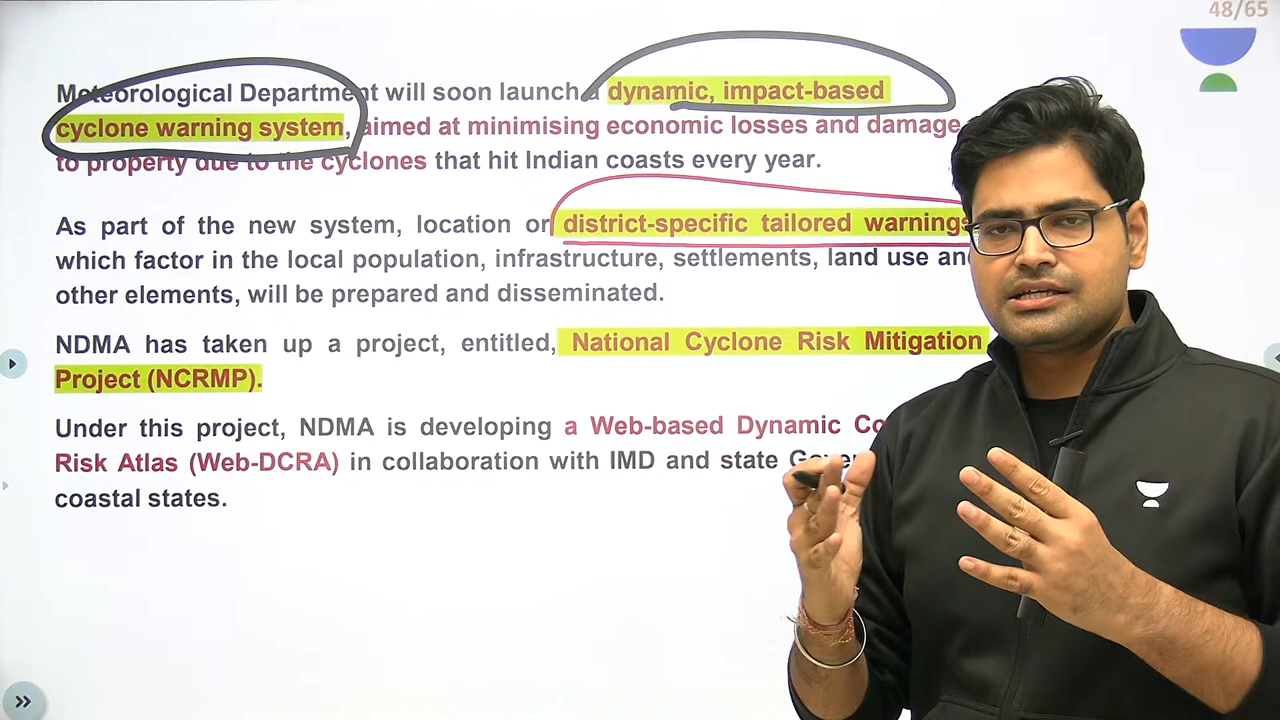 48/65
Meteorological Department will soon launch a dynamic, impact-based
cyclone warning system, aimed at minimising economic losses and damage
to property due to the cyclones that hit Indian coasts every year.
As part of the new system, location or district-specific tailored warnings
which factor in the local population, infrastructure, settlements, land use and
other elements, will be prepared and disseminated.
NDMA has taken up a project, entitled, National Cyclone Risk Mitigation
Project (NCRMP).
Under this project, NDMA is developing a Web-based Dynamic
Risk Atlas (Web-DCRA) in collaboration with IMD and state
coastal states.